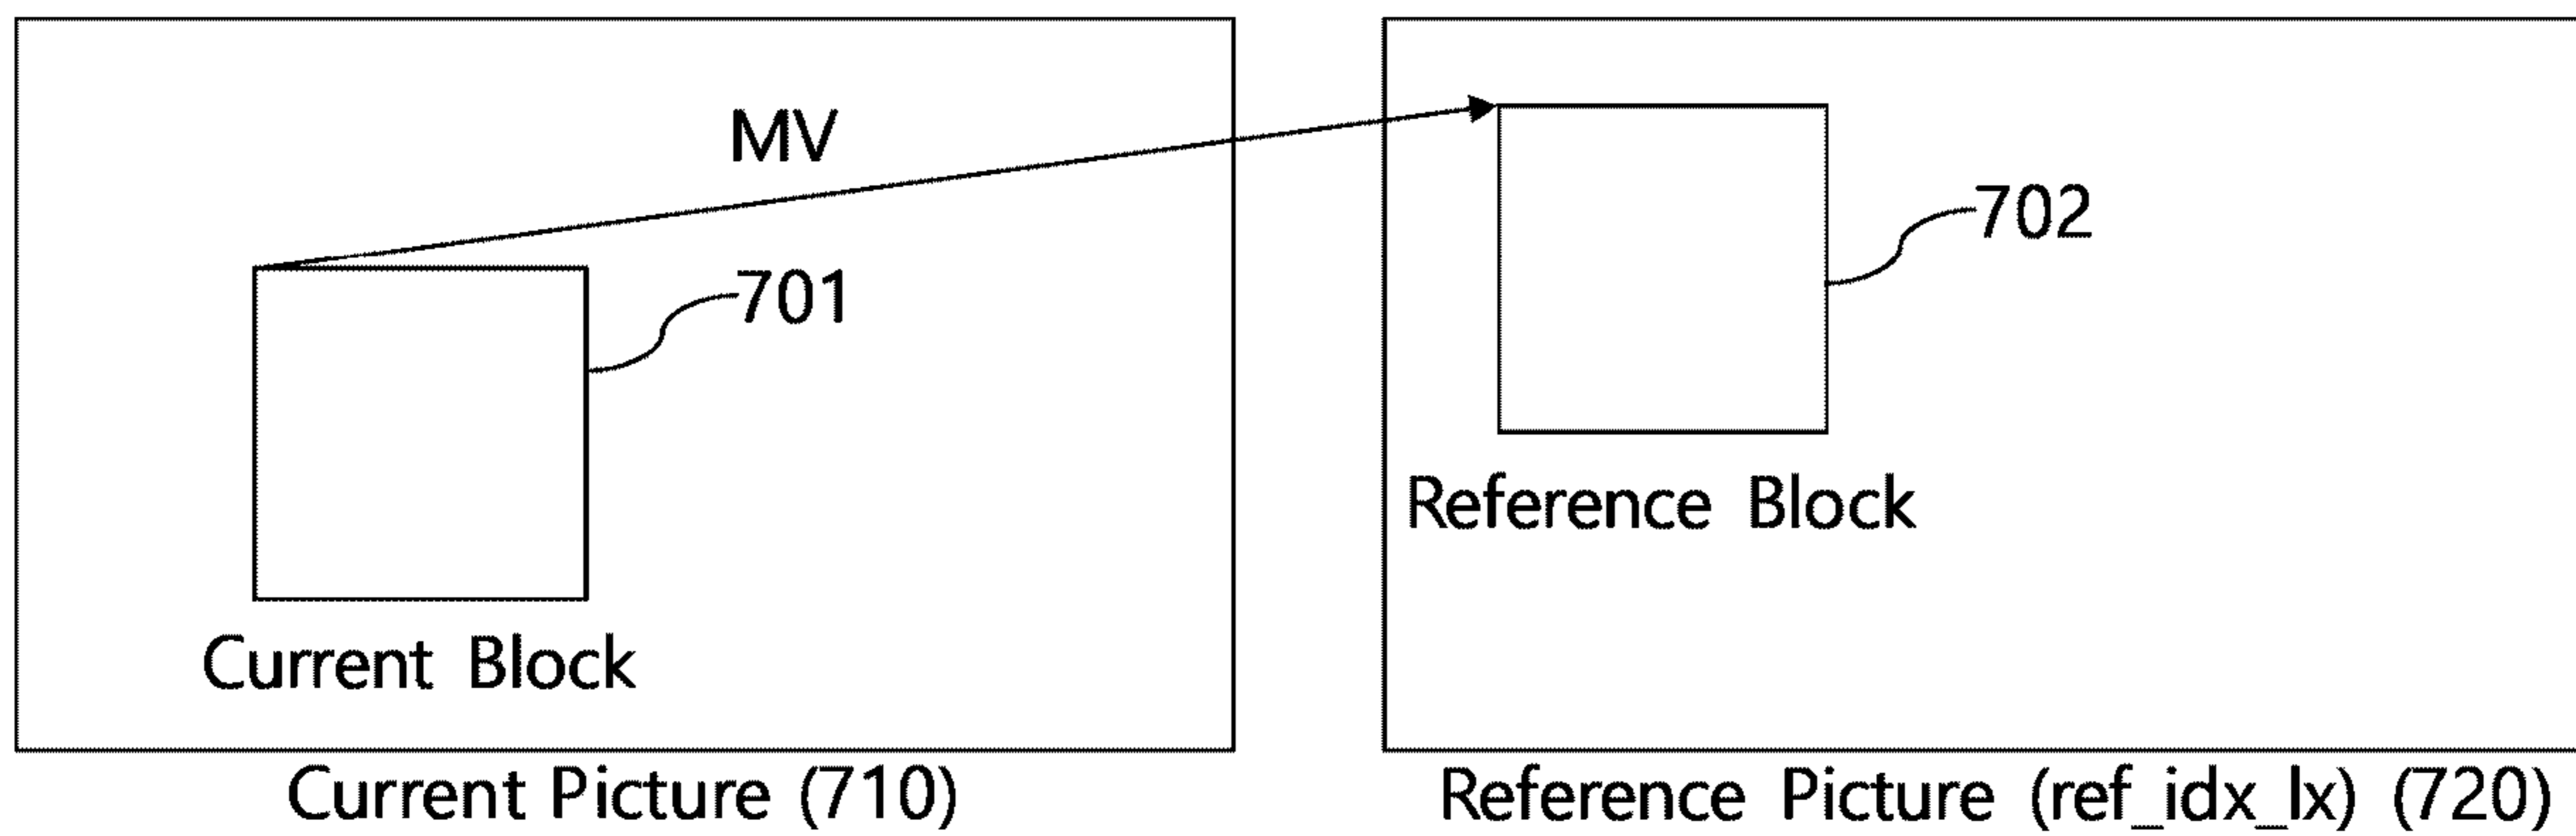 MV
701
Current Block
Current Picture (710)
702
Reference Block
Reference Picture (ref_idx_lx) (720)